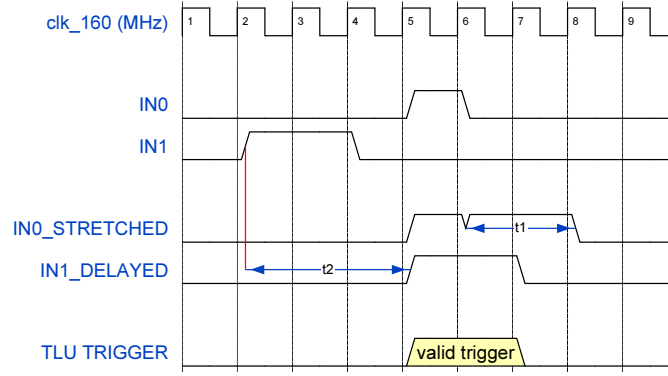 clk_160 (MHz) 1 2 3 4 5 6 7 8 9
IN0
IN1
IN0_STRETCHED t1
IN1_DELAYED t2
TLU TRIGGER valid trigger